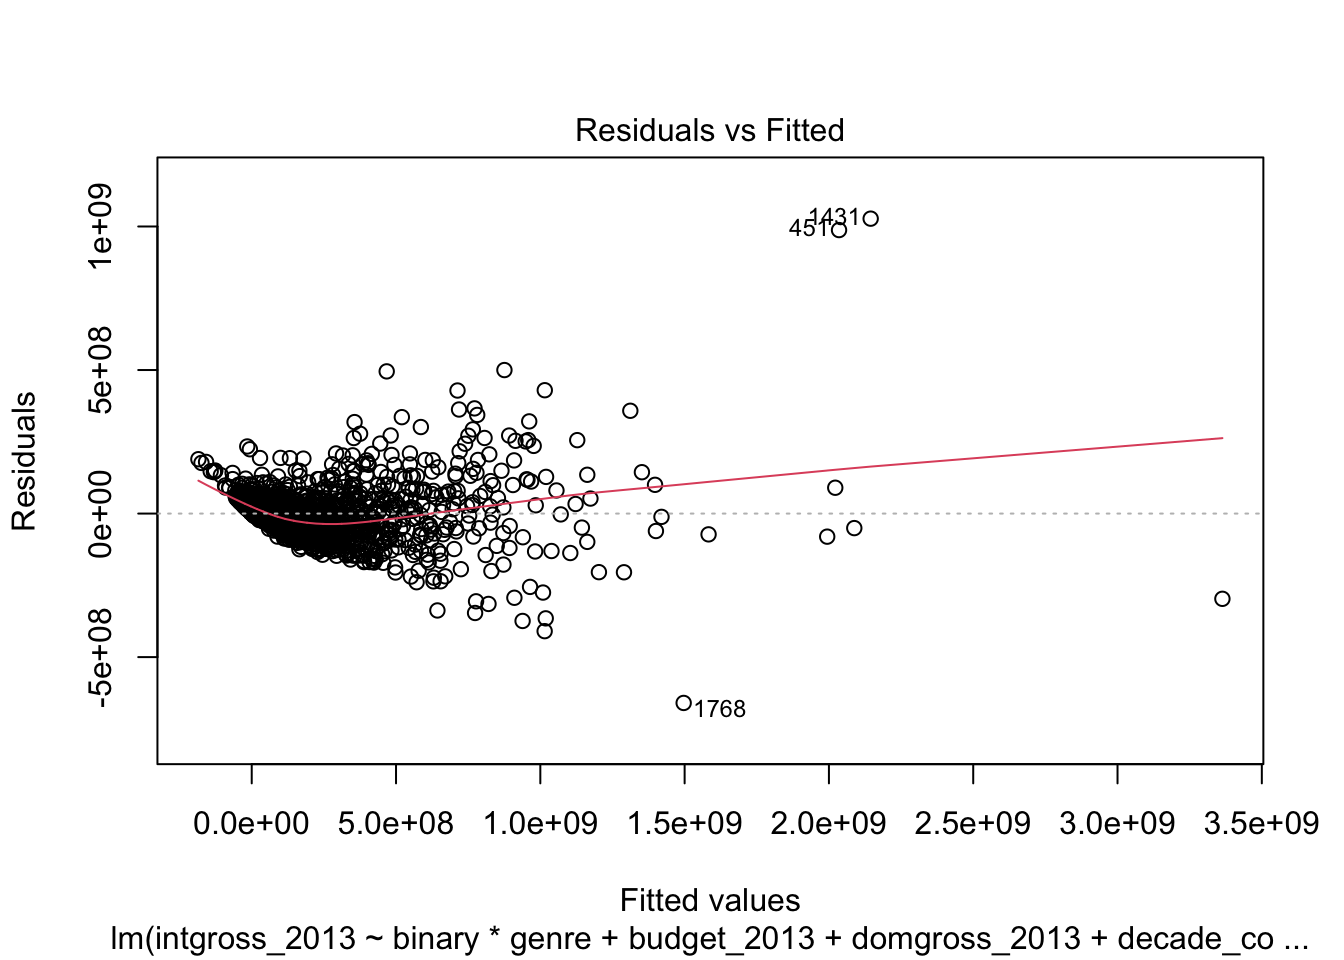 Residuals vs Fitted
Residuals
1e+09
5e+08
0e+00
-5e+08
1431
451
1768
0.0e+00 5.0e+08 1.0e+09 1.5e+09 2.0e+09 2.5e+09 3.0e+09 3.5e+09
Fitted values
lm(intgross_2013 ~ binary * genre + budget_2013 + domgross_2013 + decade_co ...